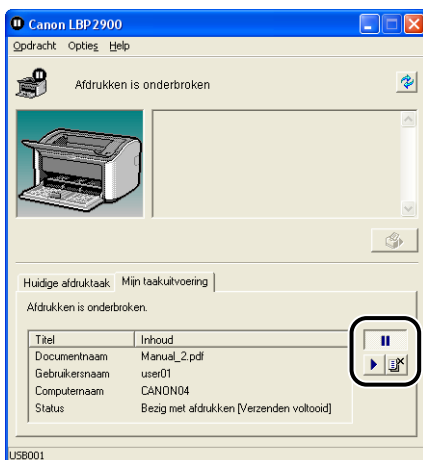 Canon LBP2900
Opdracht Opties Help
Afdrukken is onderbroken
Huidige afdruktaak Mijn taakuitvoering
Afdrukken is onderbroken.
Titel Inhoud
Documentnaam Manual_2.pdf
Gebruikersnaam user01
Computernaam CANON04
Status Bezig met afdrukken [Verzenden voltooid]
USB001